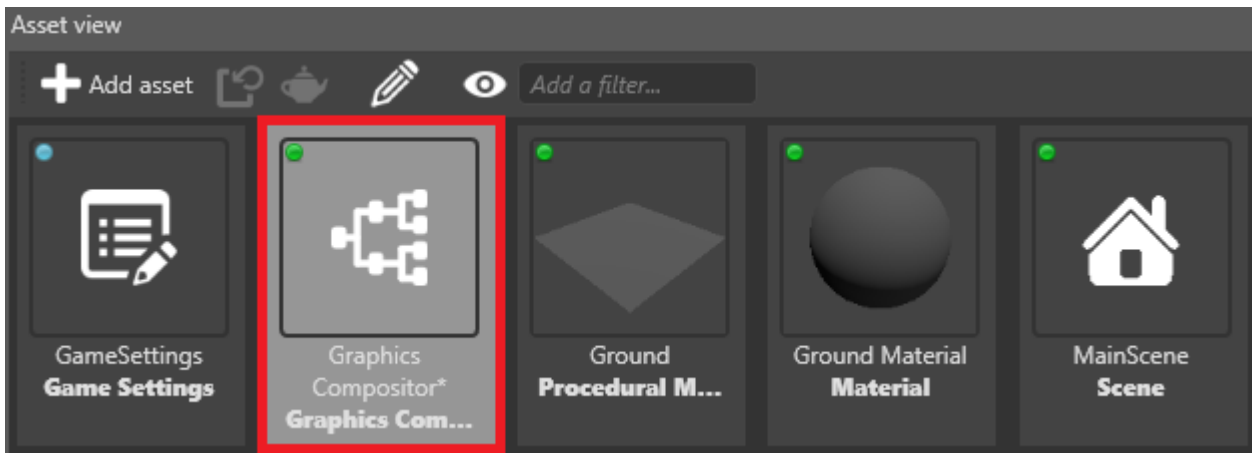 Asset view
Add asset
Add a filter...
GameSettings
Game Settings
Graphics
Compositor*
Graphics Com...
Ground
Procedural M...
Ground Material
Material
MainScene
Scene